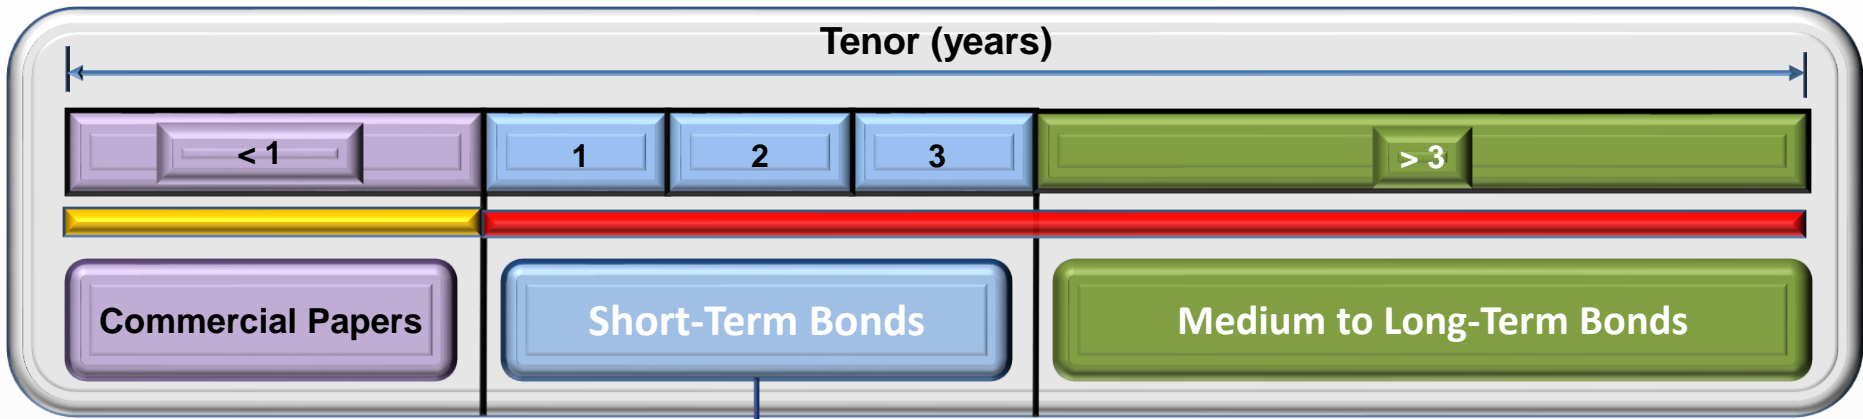 Tenor (years)
< 1
1
2
3
> 3
Commercial Papers
Short-Term Bonds
Medium to Long-Term Bonds